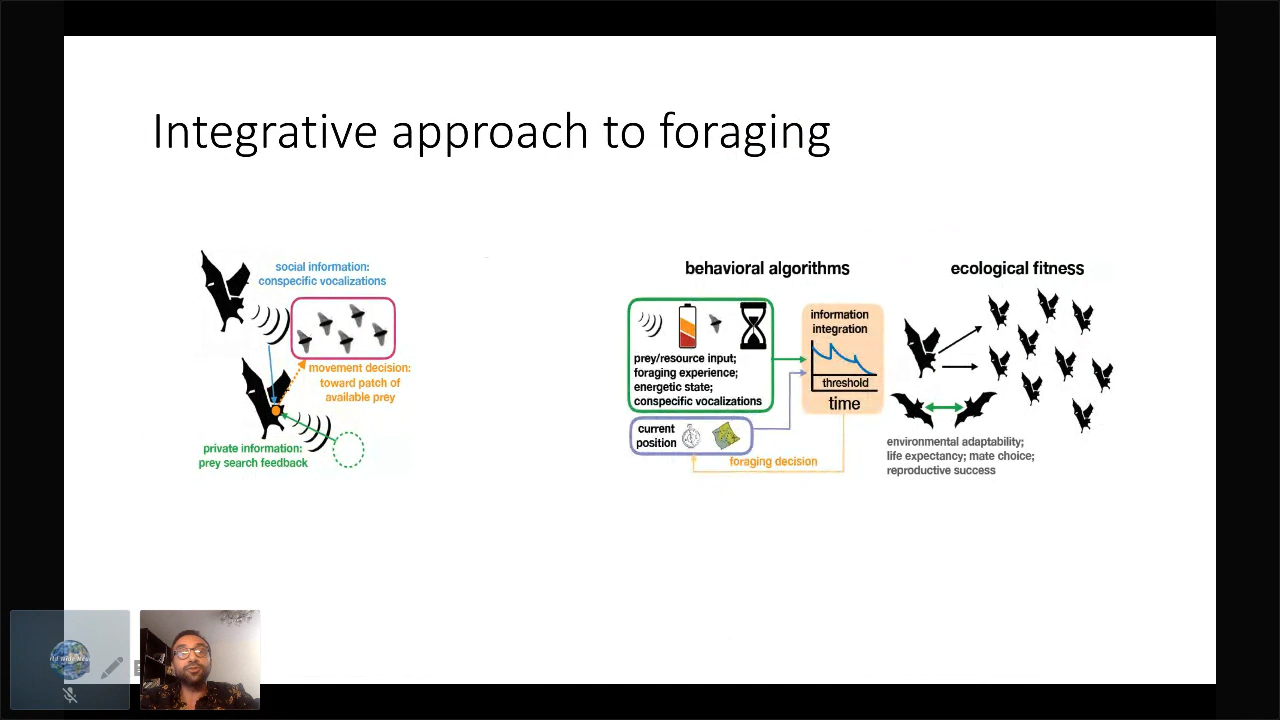 Integrative approach to foraging
social information:
conspecific vocalizations
movement decision:
toward patch of
available prey
private information:
prey search feedback
behavioral algorithms
prey/resource input;
foraging experience;
energetic state;
conspecific vocalizations
current
position
information
integration
threshold
time
foraging decision
ecological fitness
environmental adaptability;
life expectancy; mate choice;
reproductive success